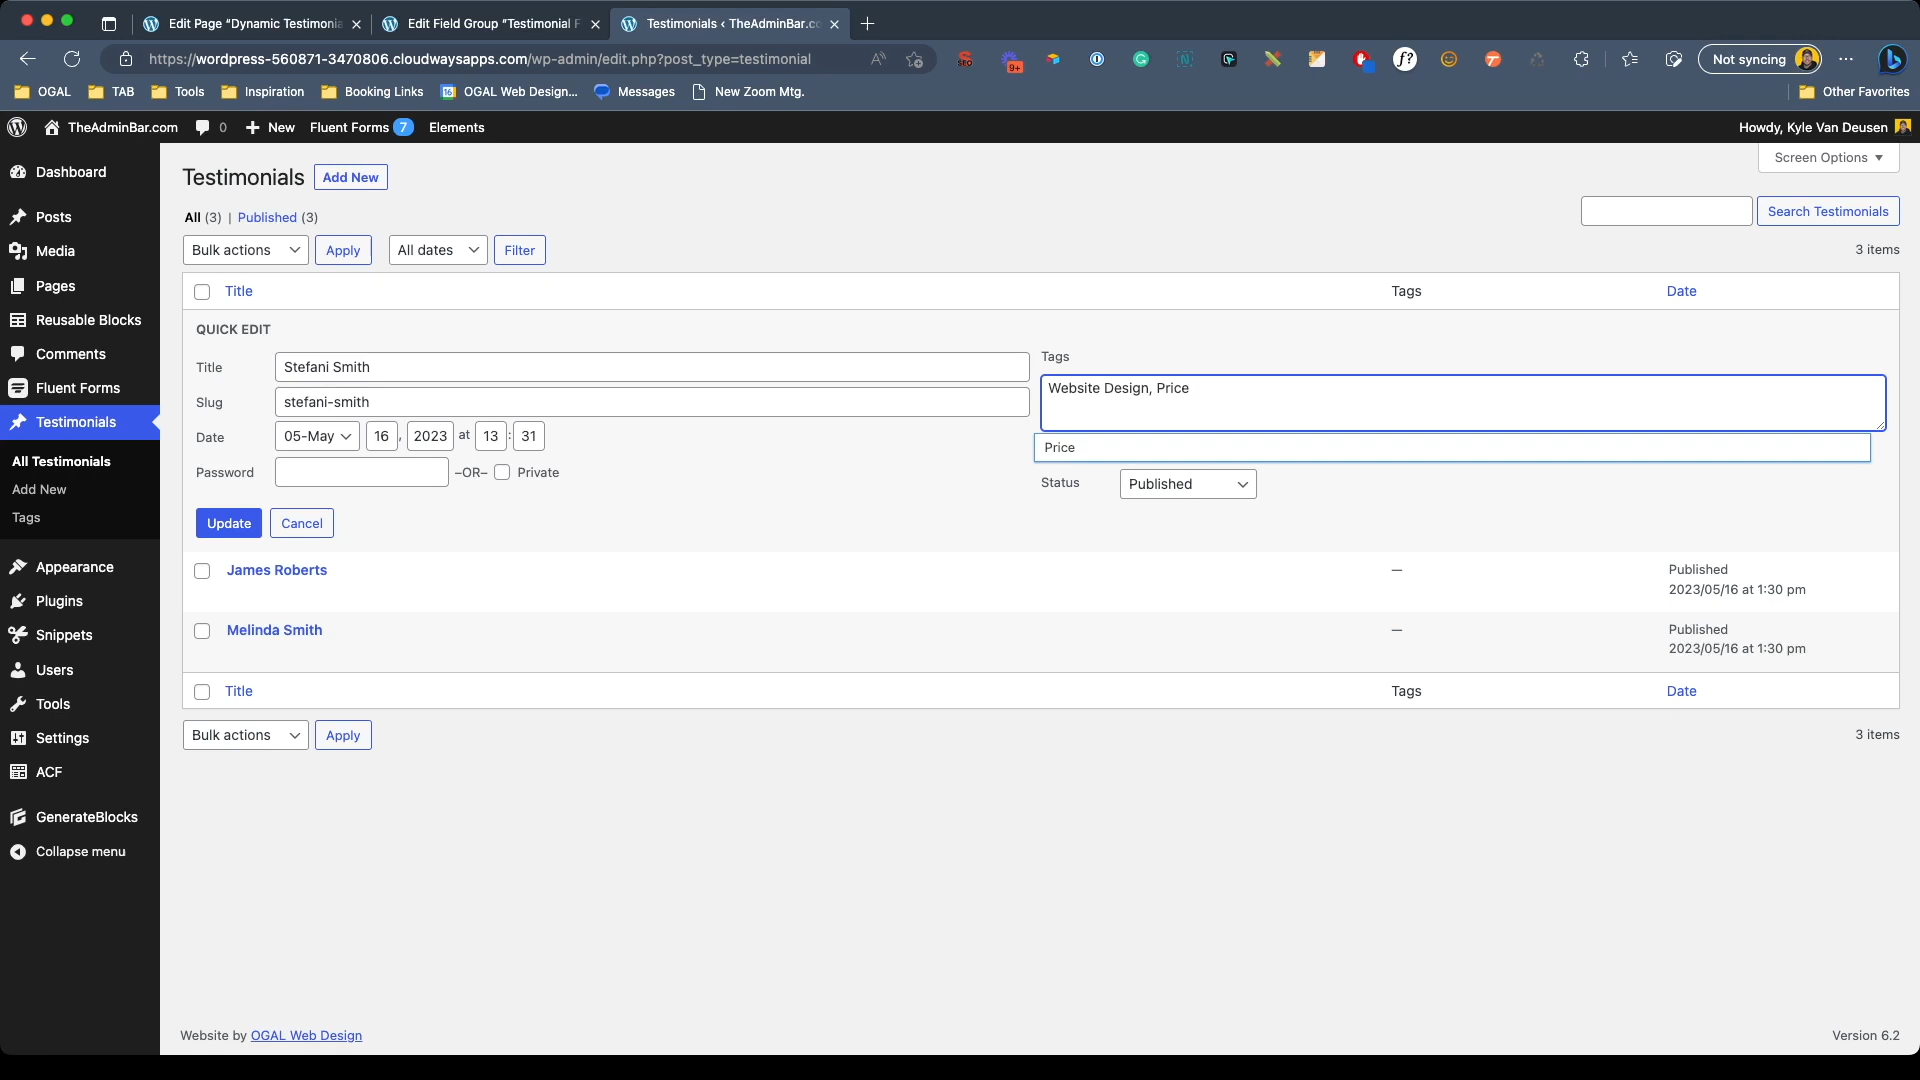 Edit Page "Dynamic Testimonia
Edit Field Group "Testimonial F
Testimonials ‹ TheAdminBar.co
https://wordpress-560871-3470806.cloudwaysapps.com/wp-admin/edit.php?post_type=testimonial
SEO
9+
f?
Not syncing
OGAL
TAB
Tools
Inspiration
Booking Links
16
OGAL Web Design...
Messages
New Zoom Mtg.
Other Favorites
TheAdminBar.com
0
New
Fluent Forms 7
Elements
Howdy, Kyle Van Deusen
Dashboard
Posts
Media
Pages
Reusable Blocks
Comments
Fluent Forms
Testimonials
All Testimonials
Add New
Tags
Appearance
Plugins
Snippets
Users
Tools
Settings
ACF
GenerateBlocks
Collapse menu
Screen Options
Testimonials Add New
All (3) | Published (3)
Search Testimonials
Bulk actions Apply All dates Filter
3 items
Title Tags Date
QUICK EDIT
Title Stefani Smith
Slug stefani-smith
Date 05-May 16 , 2023 at 13 : 31
Password –OR– Private
Tags
Website Design, Price
Price
Status Published
Update Cancel
James Roberts — Published
2023/05/16 at 1:30 pm
Melinda Smith — Published
2023/05/16 at 1:30 pm
Title Tags Date
Bulk actions Apply
3 items
Website by OGAL Web Design
Version 6.2